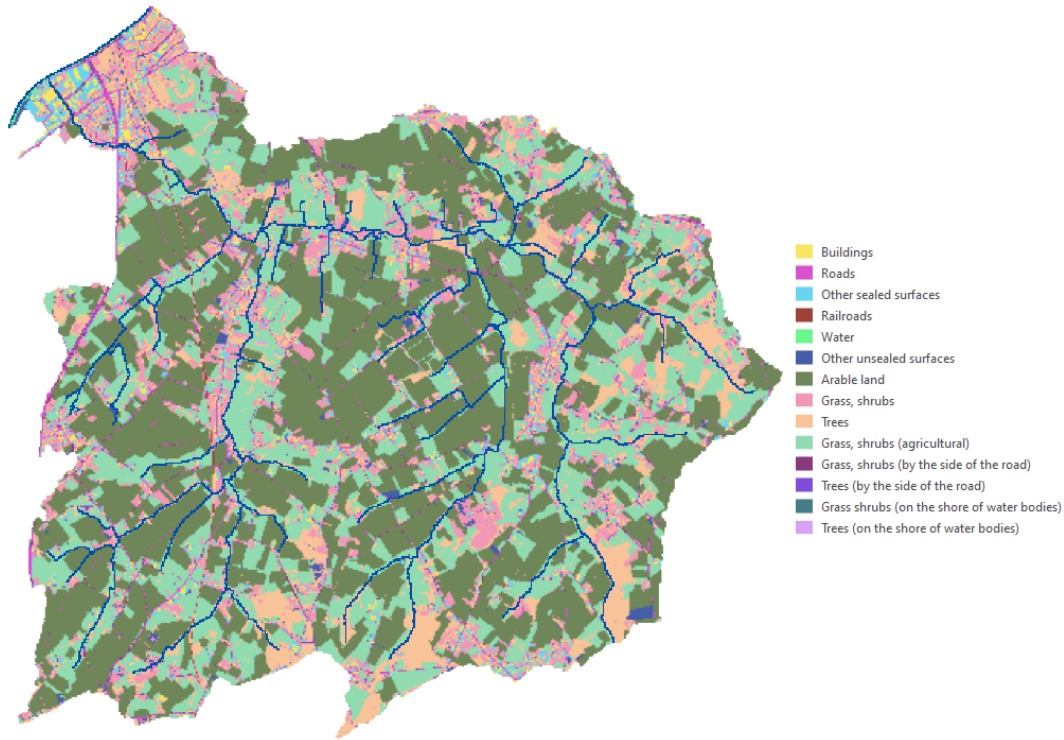 Buildings
Roads
Other sealed surfaces
Railroads
Water
Other unsealed surfaces
Arable land
Grass, shrubs
Trees
Grass, shrubs (agricultural)
Grass, shrubs (by the side of the road)
Trees (by the side of the road)
Grass shrubs (on the shore of water bodies)
Trees (on the shore of water bodies)